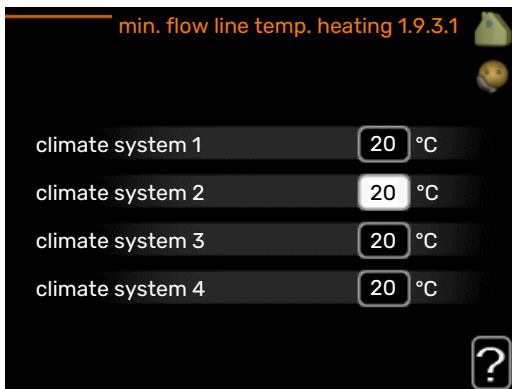 min. flow line temp. heating 1.9.3.1
climate system 1 20 °C
climate system 2 20 °C
climate system 3 20 °C
climate system 4 20 °C
?